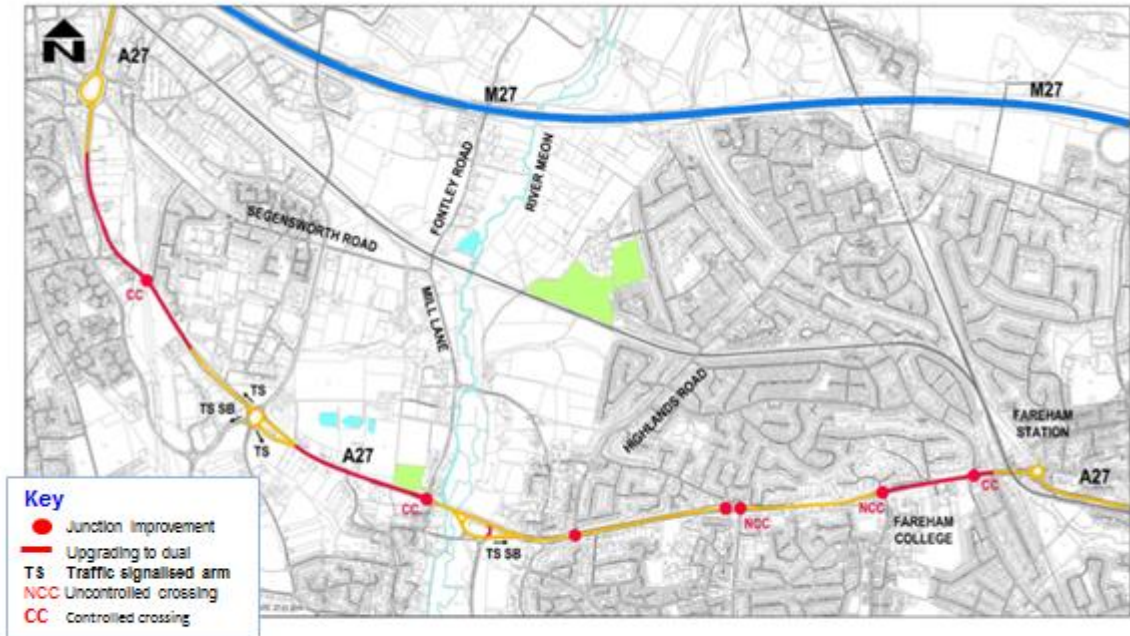 N
A27
M27
M27
FONTLEY ROAD
RIVER MEON
SEGENSWORTH ROAD
CC
MILL LANE
HIGHLANDS ROAD
TS
TS SB
TS
FAREHAM
STATION
A27
A27
CC
CC
NCC
NCC
FAREHAM
COLLEGE
TS SB
Key
Junction Improvement
Upgrading to dual
TS Traffic signalised arm
NCC Uncontrolled crossing
CC Controlled crossing